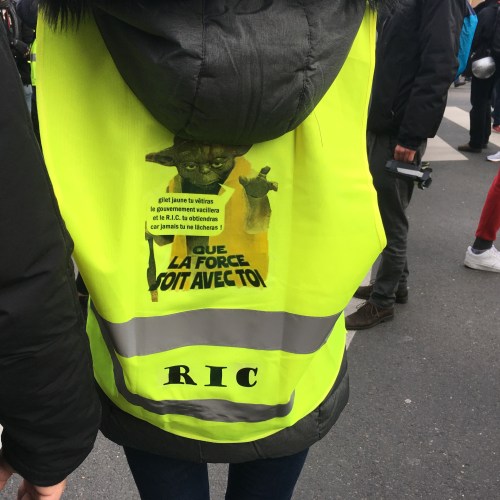 gilet jaune tu vêtiras
le gouvernement vacillera
et le R.I.C. tu obtiendras
car jamais tu ne lâcheras !
QUE
LA FORCE
SOIT AVEC TOI
RIC